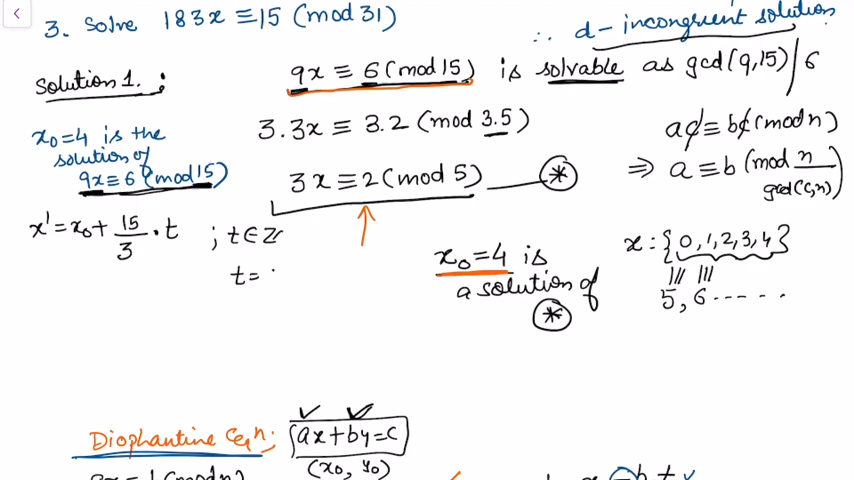 3. Solve 183x ≡ 15 (mod 31)
∴ d-incongruent solution.
Solution 1. :
9x ≡ 6 (mod 15) is solvable as gcd(9,15) / 6
3.3x ≡ 3.2 (mod 3.5)
3x ≡ 2 (mod 5) *
x₀=4 is the
solution of
9x ≡ 6 (mod 15)
x' = x₀ + 15/3 . t ; t ∈ ℤ
t = .
x₀=4 is
a solution of
*
ac ≡ bc (mod n)
⇒ a ≡ b (mod n/gcd(c,n))
x : {0,1,2,3,4}
5, 6 ......
Diophantine Eqⁿ:
ax + by = c
(x₀, y₀)